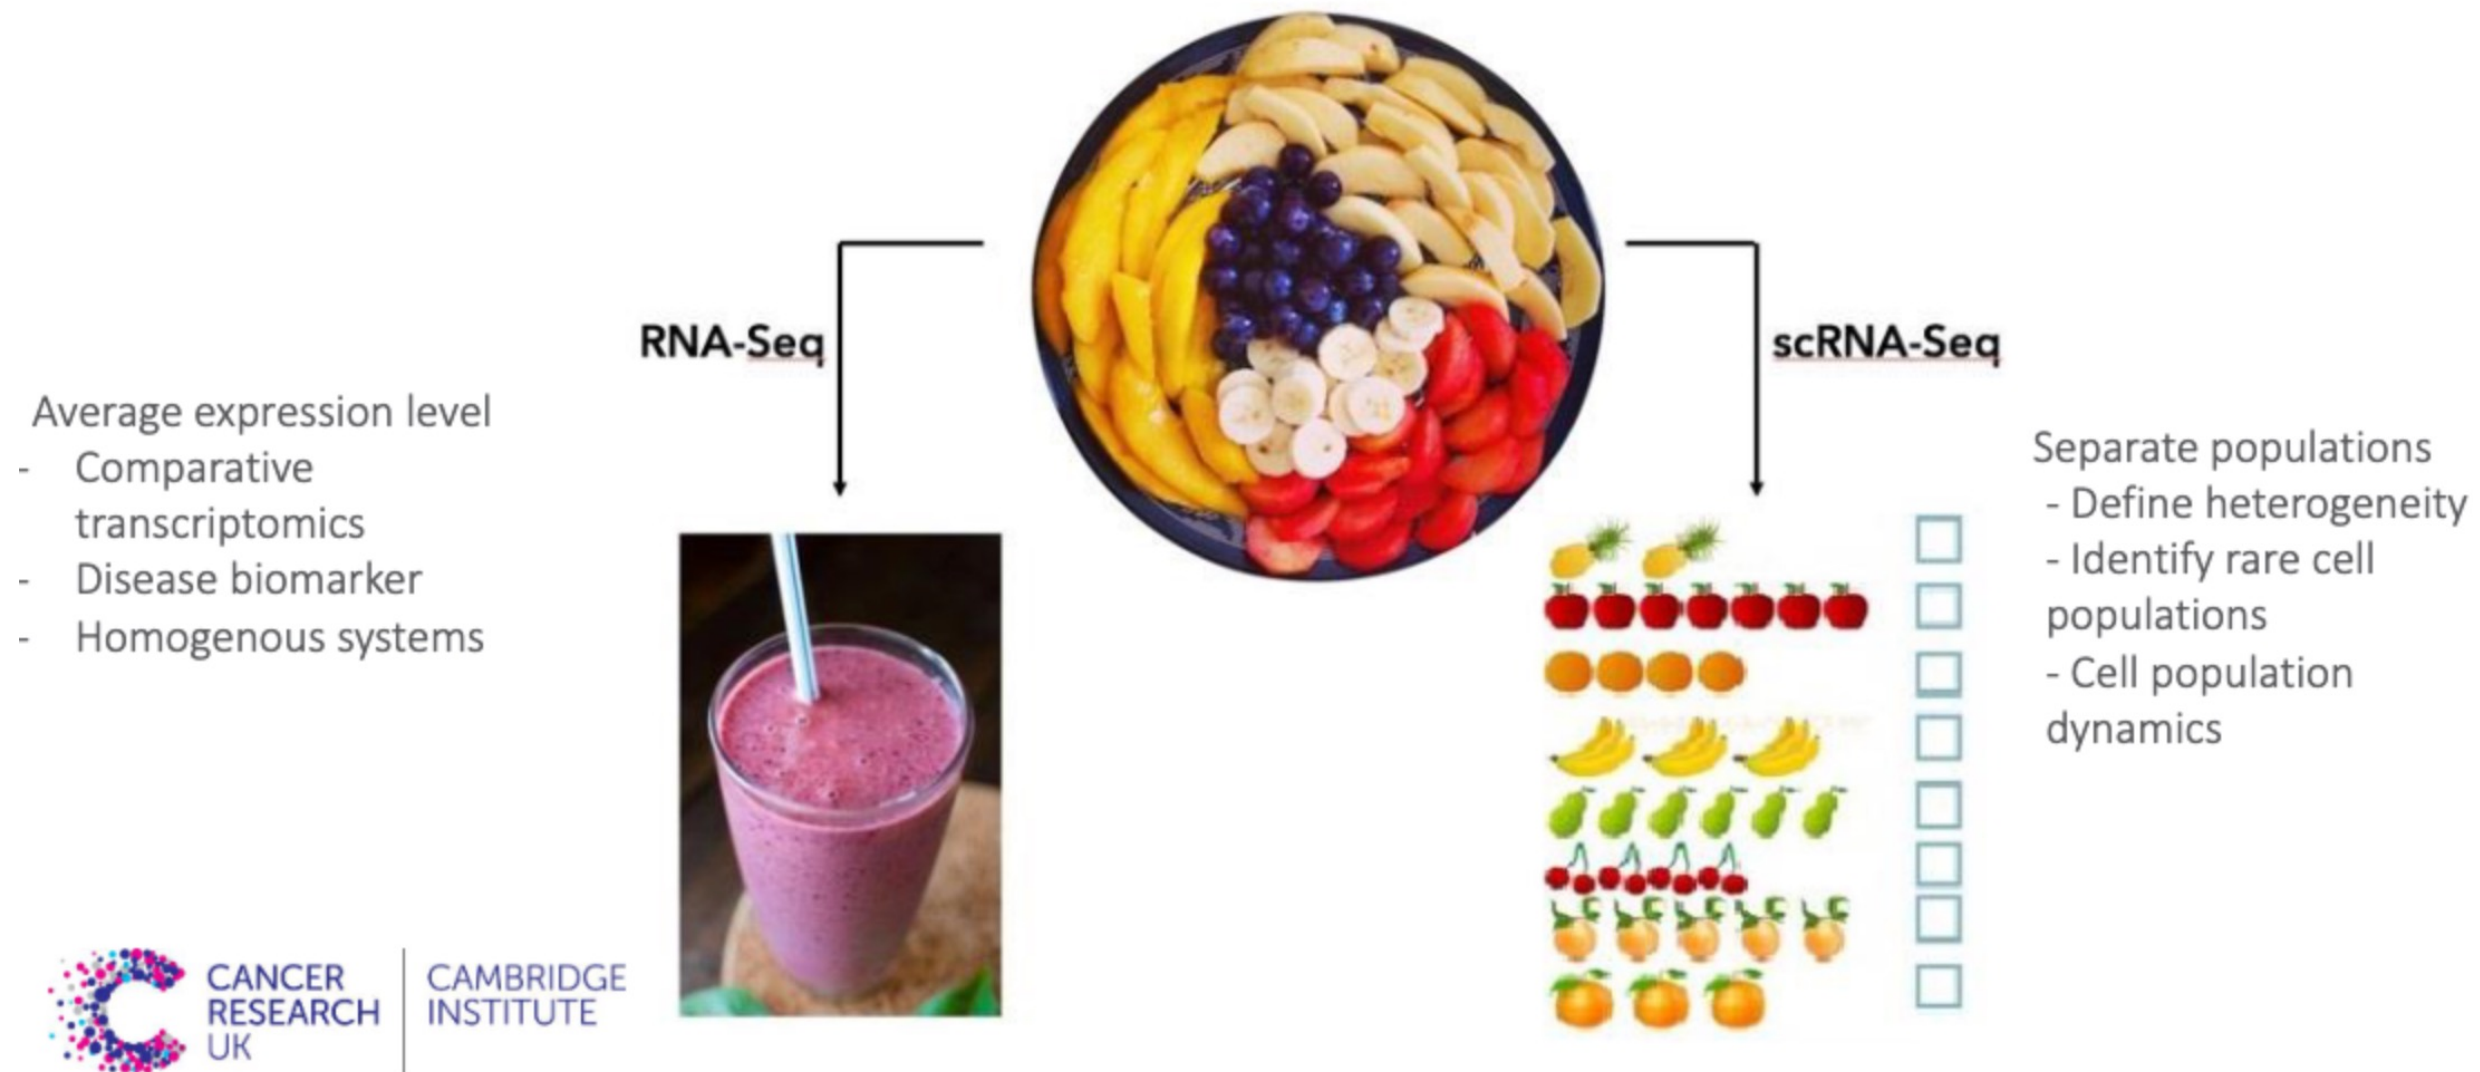 RNA-Seq
scRNA-Seq
Average expression level
- Comparative
transcriptomics
- Disease biomarker
- Homogenous systems
Separate populations
- Define heterogeneity
- Identify rare cell
populations
- Cell population
dynamics
CANCER
RESEARCH
UK
CAMBRIDGE
INSTITUTE